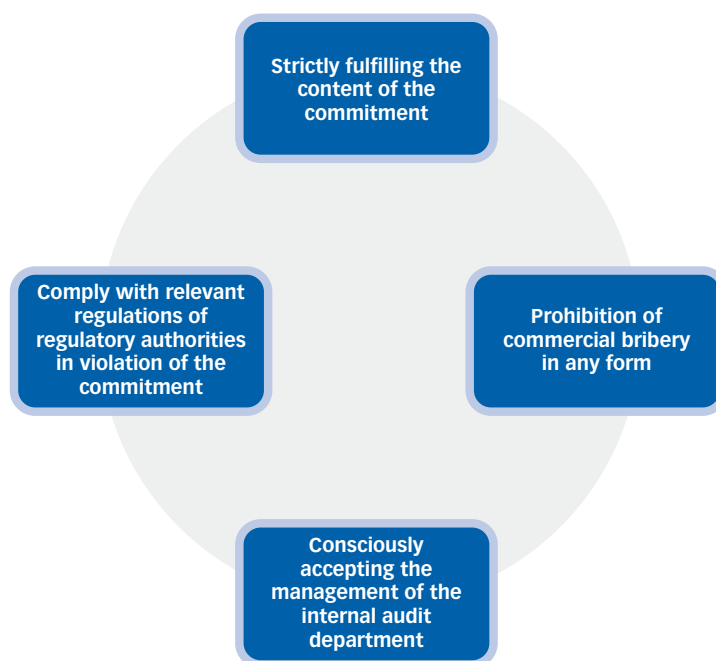 Strictly fulfilling the
content of the
commitment
Comply with relevant
regulations of
regulatory authorities
in violation of the
commitment
Prohibition of
commercial bribery
in any form
Consciously
accepting the
management of the
internal audit
department